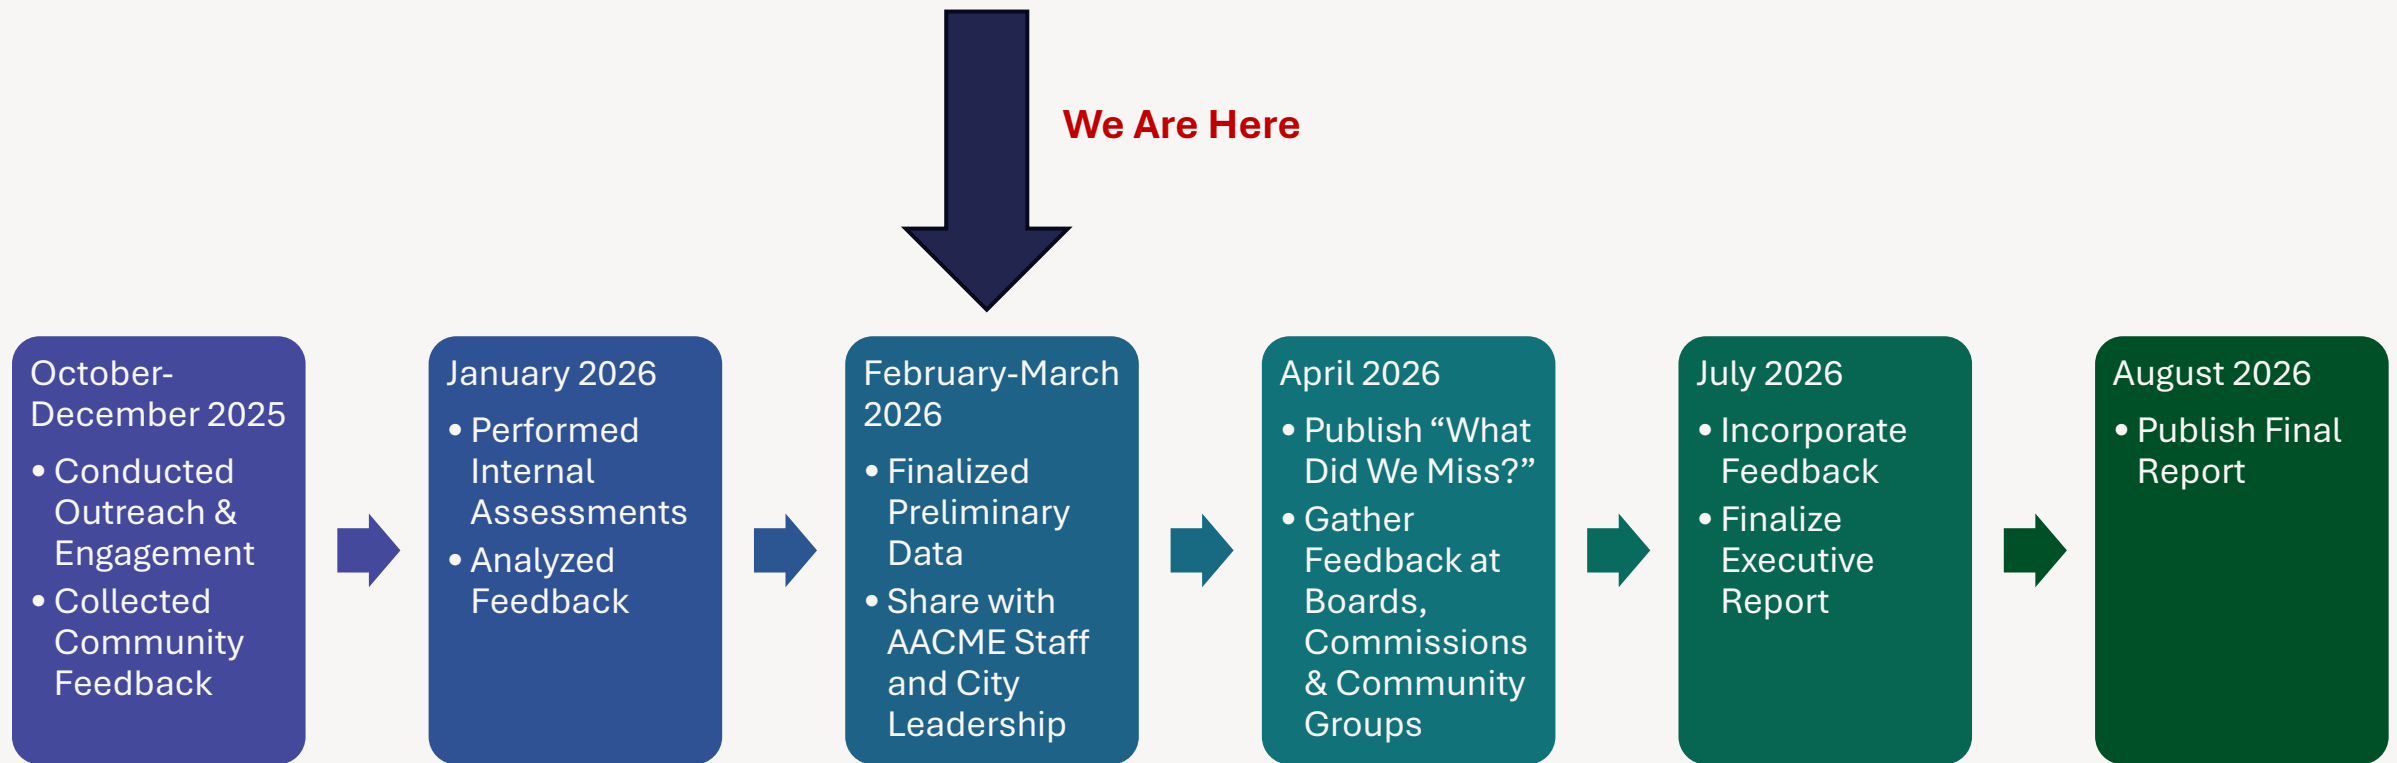 We Are Here
October-
December 2025
• Conducted
Outreach &
Engagement
• Collected
Community
Feedback
January 2026
• Performed
Internal
Assessments
• Analyzed
Feedback
February-March
2026
• Finalized
Preliminary
Data
• Share with
AACME Staff
and City
Leadership
April 2026
• Publish “What
Did We Miss?”
• Gather
Feedback at
Boards,
Commissions
& Community
Groups
July 2026
• Incorporate
Feedback
• Finalize
Executive
Report
August 2026
• Publish Final
Report